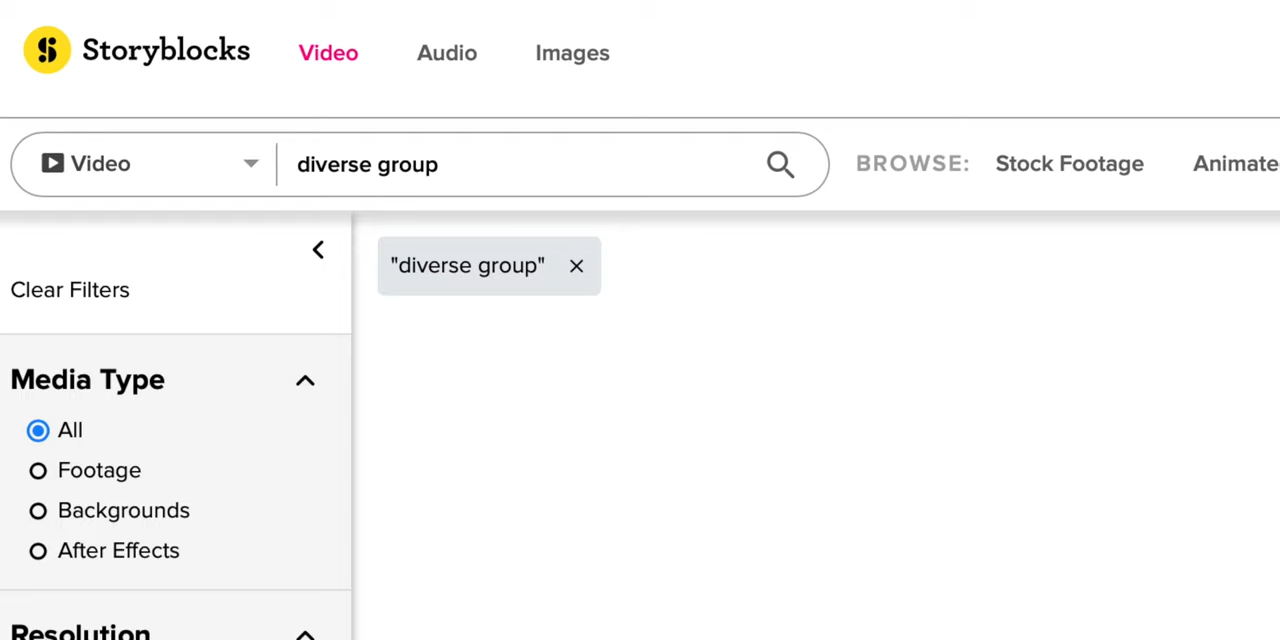 Storyblocks Video Audio Images
Video diverse group BROWSE: Stock Footage Animate
"diverse group" ×
Clear Filters
Media Type
All
Footage
Backgrounds
After Effects
Resolution